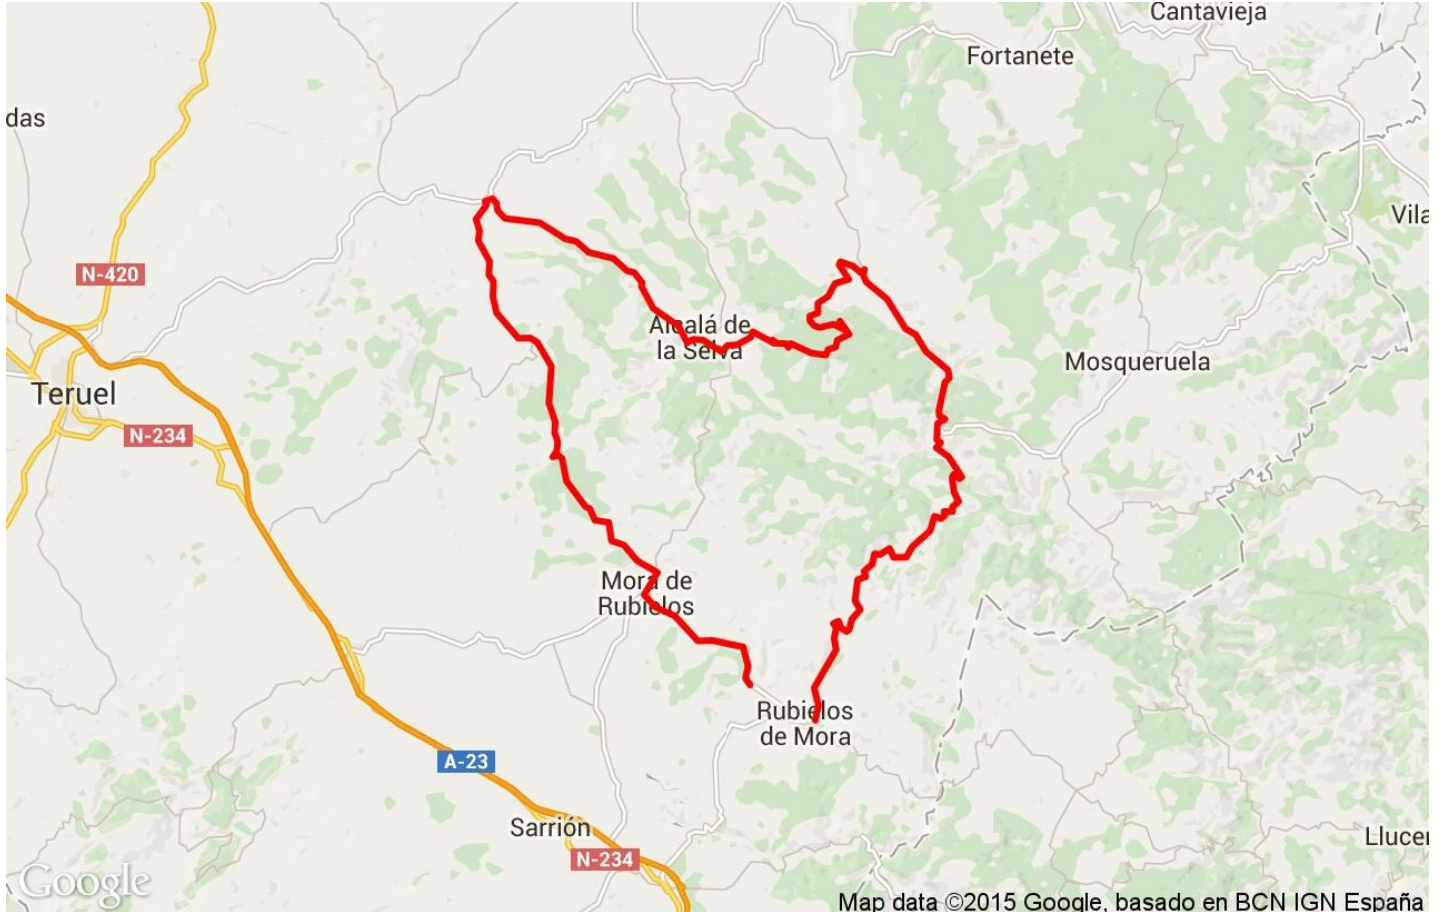 Cantavieja
Fortanete
das
Vila
N-420
Alcalá de
la Selva
Mosqueruela
Teruel
N-234
Mora de
Rubielos
Rubielos
de Mora
A-23
Sarrión
Llucer
N-234
Google
Map data ©2015 Google, basado en BCN IGN España